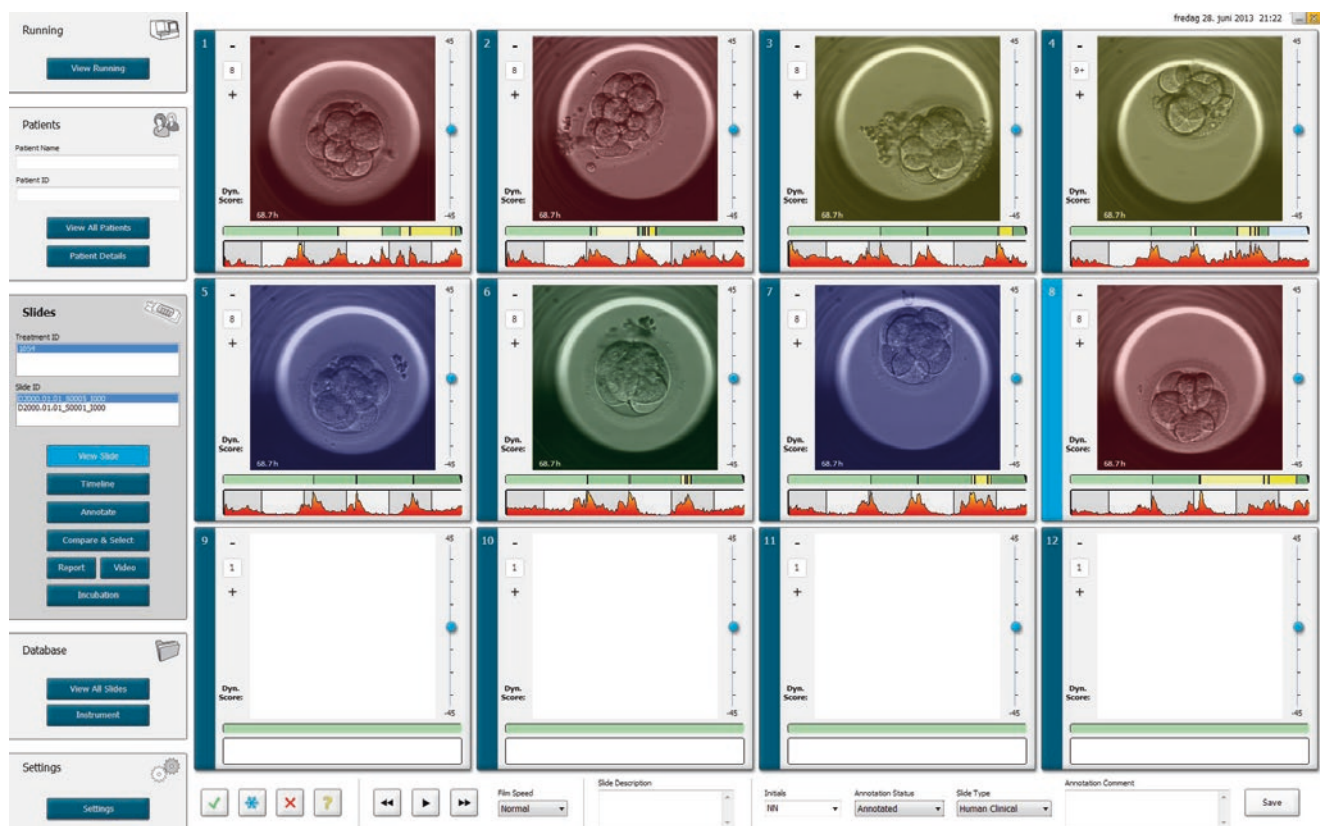 fredag 28. juni 2013 21:22
Running
View Running
Patients
Patient Name
Patient ID
View All Patients
Patient Details
Slides
Treatment ID
Slide ID
D2000.01.01_S0001_I000
View Slide
Timeline
Annotate
Compare & Select
Report
Video
Incubation
Database
View All Slides
Instrument
Settings
Settings
1
-
8
+
Dyn.
Score:
68.7h
45
-45
2
-
8
+
Dyn.
Score:
68.7h
45
-45
3
-
8
+
Dyn.
Score:
68.7h
45
-45
4
-
9+
+
Dyn.
Score:
68.7h
45
-45
5
-
8
+
Dyn.
Score:
68.7h
45
-45
6
-
8
+
Dyn.
Score:
68.7h
45
-45
7
-
8
+
Dyn.
Score:
68.7h
45
-45
8
-
8
+
Dyn.
Score:
68.7h
45
-45
9
-
1
+
Dyn.
Score:
45
-45
10
-
1
+
Dyn.
Score:
45
-45
11
-
1
+
Dyn.
Score:
45
-45
12
-
1
+
Dyn.
Score:
45
-45
?
Film Speed
Normal
Slide Description
Initials
NN
Annotation Status
Annotated
Slide Type
Human Clinical
Annotation Comment
Save